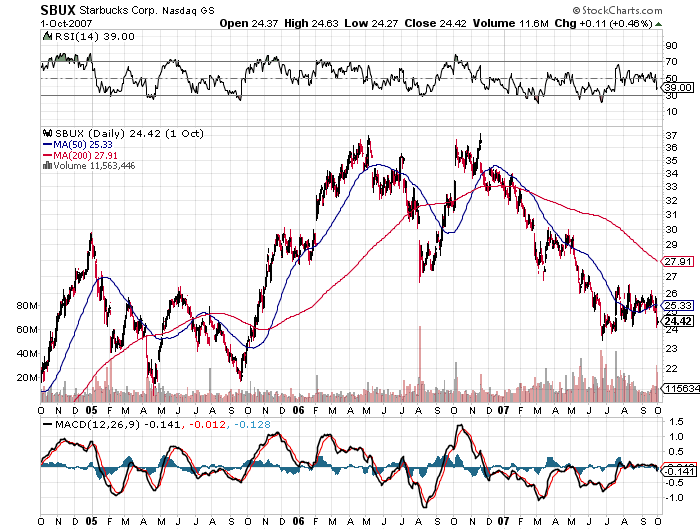 SBUX Starbucks Corp. Nasdaq GS © StockCharts.com
1-Oct-2007 Open 24.37 High 24.63 Low 24.27 Close 24.42 Volume 11.6M Chg +0.11 (+0.46%)
RSI(14) 39.00
90
70
50
39.00
30
10
SBUX (Daily) 24.42 (1 Oct)
MA(50) 25.33
MA(200) 27.91
Volume 11,563,446
37
36
35
34
33
32
31
30
29
27.91
27
26
25.33
24.42
24
23
22
80M
60M
40M
20M
115634
O N D 05 F M A M J J A S O N D 06 F M A M J J A S O N D 07 F M A M J J A S O
MACD(12,26,9) -0.141, -0.012, -0.128
1.5
1.0
0.5
-0.141
-0.5
-1.0
O N D 05 F M A M J J A S O N D 06 F M A M J J A S O N D 07 F M A M J J A S O